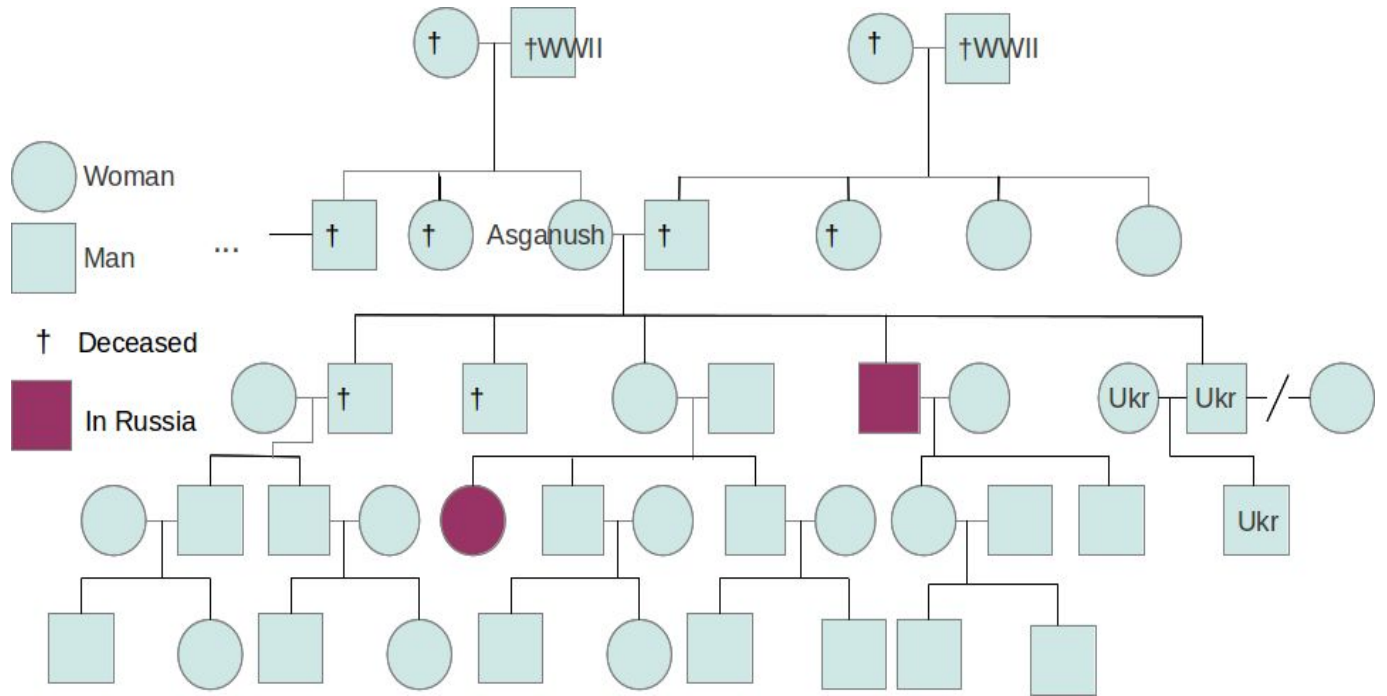 †
†WWII
†
†WWII
Woman
Man
...
†
†
Asganush
†
†
† Deceased
In Russia
†
†
Ukr
Ukr
Ukr